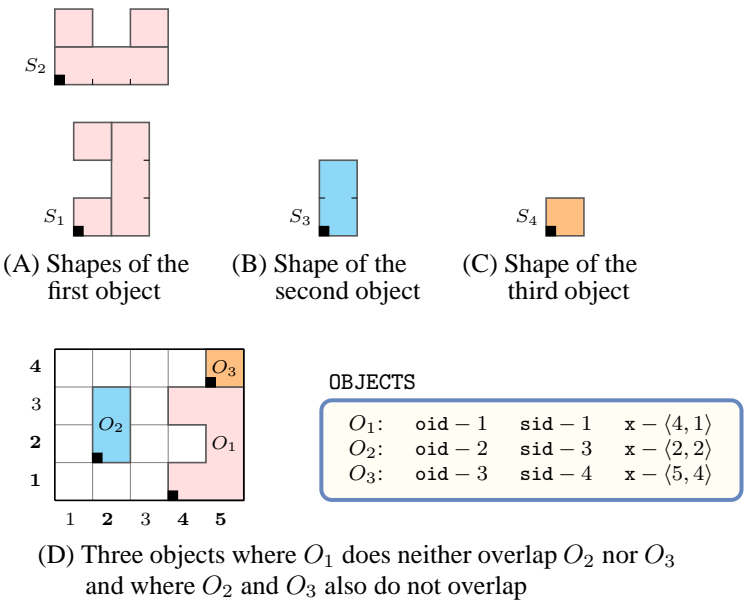 S₂
S₁
S₃
S₄
(A) Shapes of the
first object
(B) Shape of the
second object
(C) Shape of the
third object
4
3
2
1
O₃
O₂
O₁
1 2 3 4 5
OBJECTS
O₁: oid − 1 sid − 1 x − ⟨4, 1⟩
O₂: oid − 2 sid − 3 x − ⟨2, 2⟩
O₃: oid − 3 sid − 4 x − ⟨5, 4⟩
(D) Three objects where O₁ does neither overlap O₂ nor O₃
and where O₂ and O₃ also do not overlap